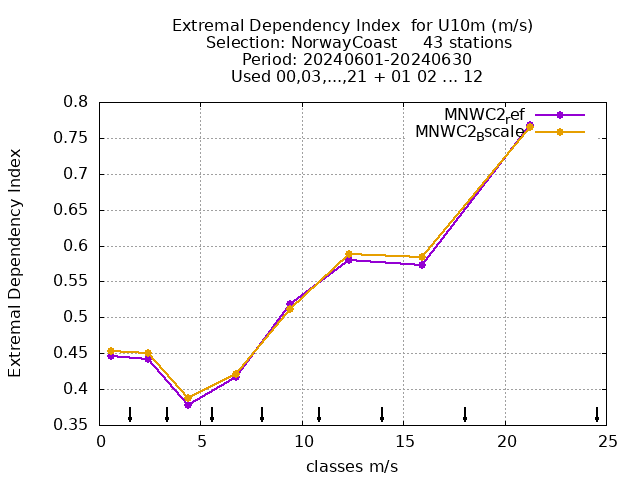 Extremal Dependency Index  for U10m (m/s)
Selection: NorwayCoast     43 stations
Period: 20240601-20240630
Used 00,03,...,21 + 01 02 ... 12
MNWC2ref
MNWC2Bscale
0.8
0.75
0.7
0.65
0.6
0.55
0.5
0.45
0.4
0.35
0 5 10 15 20 25
Extremal Dependency Index
classes m/s